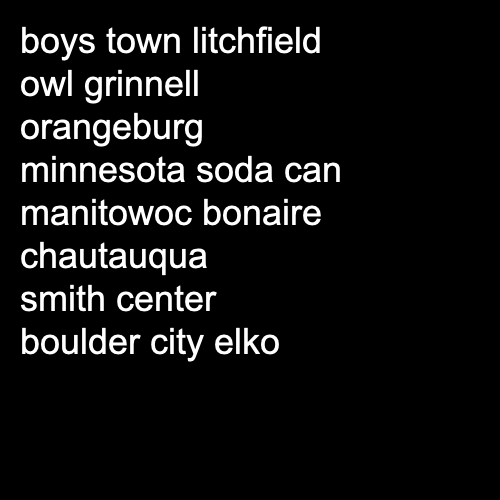 boys town litchfield
owl grinnell
orangeburg
minnesota soda can
manitowoc bonaire
chautauqua
smith center
boulder city elko